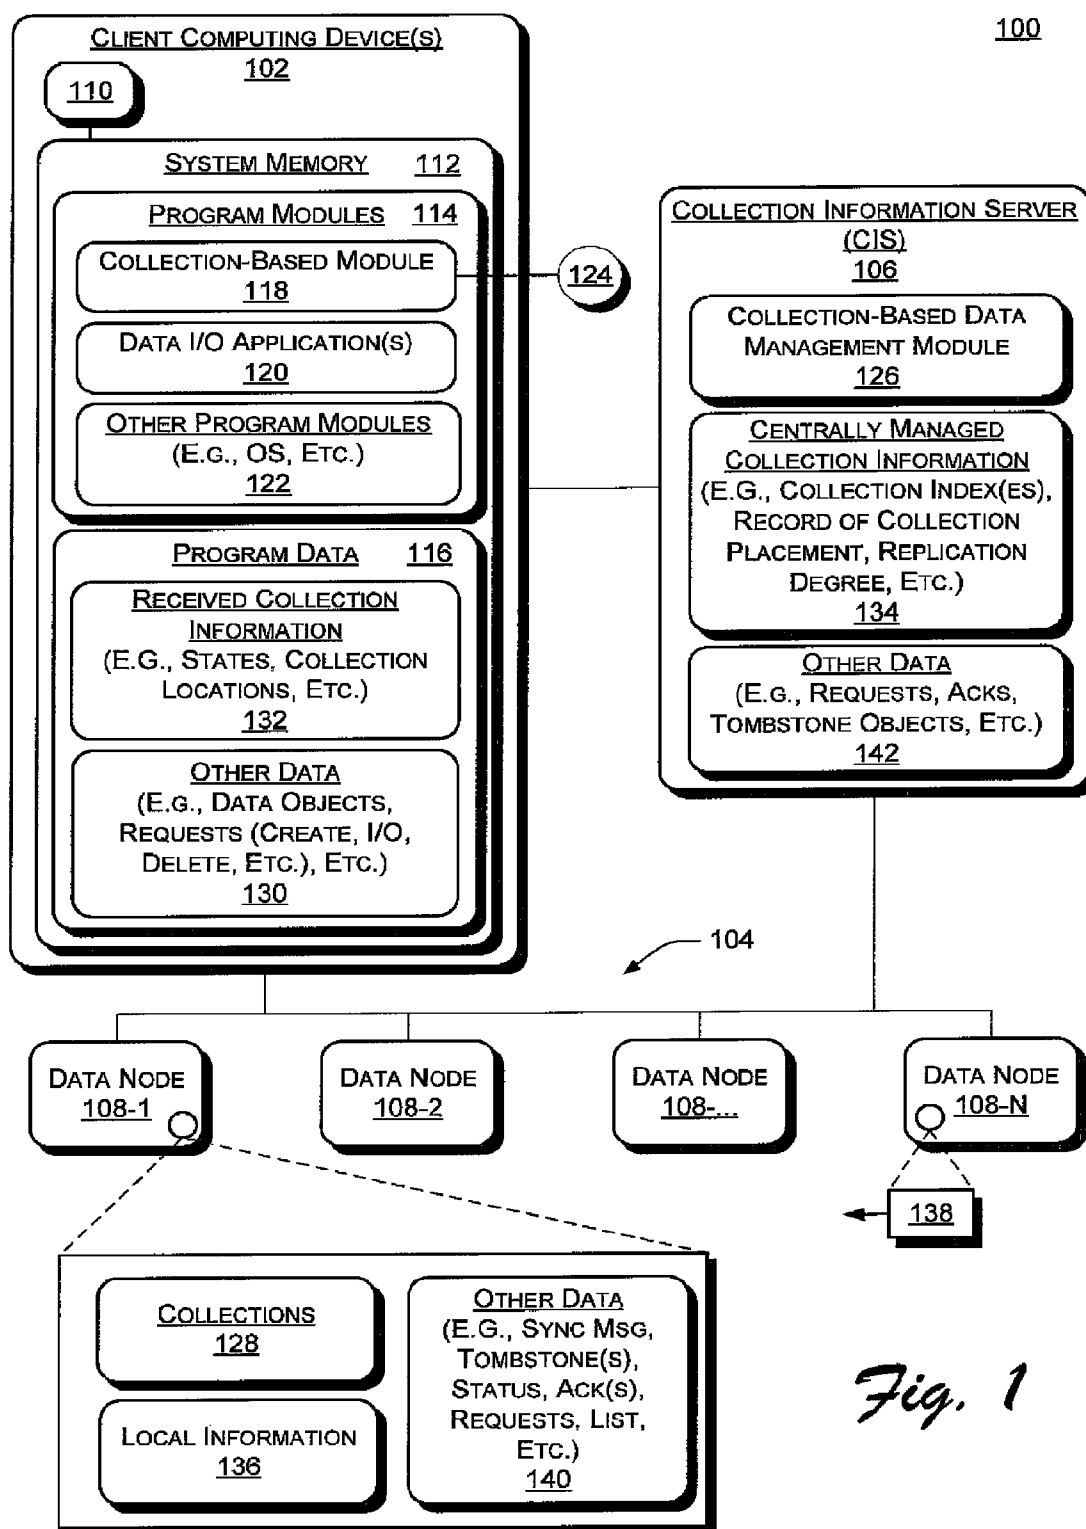 100
CLIENT COMPUTING DEVICE(S)
102
110
SYSTEM MEMORY 112
PROGRAM MODULES 114
COLLECTION-BASED MODULE
118
124
DATA I/O APPLICATION(S)
120
OTHER PROGRAM MODULES
(E.G., OS, ETC.)
122
PROGRAM DATA 116
RECEIVED COLLECTION
INFORMATION
(E.G., STATES, COLLECTION
LOCATIONS, ETC.)
132
OTHER DATA
(E.G., DATA OBJECTS,
REQUESTS (CREATE, I/O,
DELETE, ETC.), ETC.)
130
COLLECTION INFORMATION SERVER
(CIS)
106
COLLECTION-BASED DATA
MANAGEMENT MODULE
126
CENTRALLY MANAGED
COLLECTION INFORMATION
(E.G., COLLECTION INDEX(ES),
RECORD OF COLLECTION
PLACEMENT, REPLICATION
DEGREE, ETC.)
134
OTHER DATA
(E.G., REQUESTS, ACKS,
TOMBSTONE OBJECTS, ETC.)
142
104
DATA NODE
108-1
DATA NODE
108-2
DATA NODE
108-...
DATA NODE
108-N
138
COLLECTIONS
128
LOCAL INFORMATION
136
OTHER DATA
(E.G., SYNC MSG,
TOMBSTONE(S),
STATUS, ACK(S),
REQUESTS, LIST,
ETC.)
140
Fig. 1